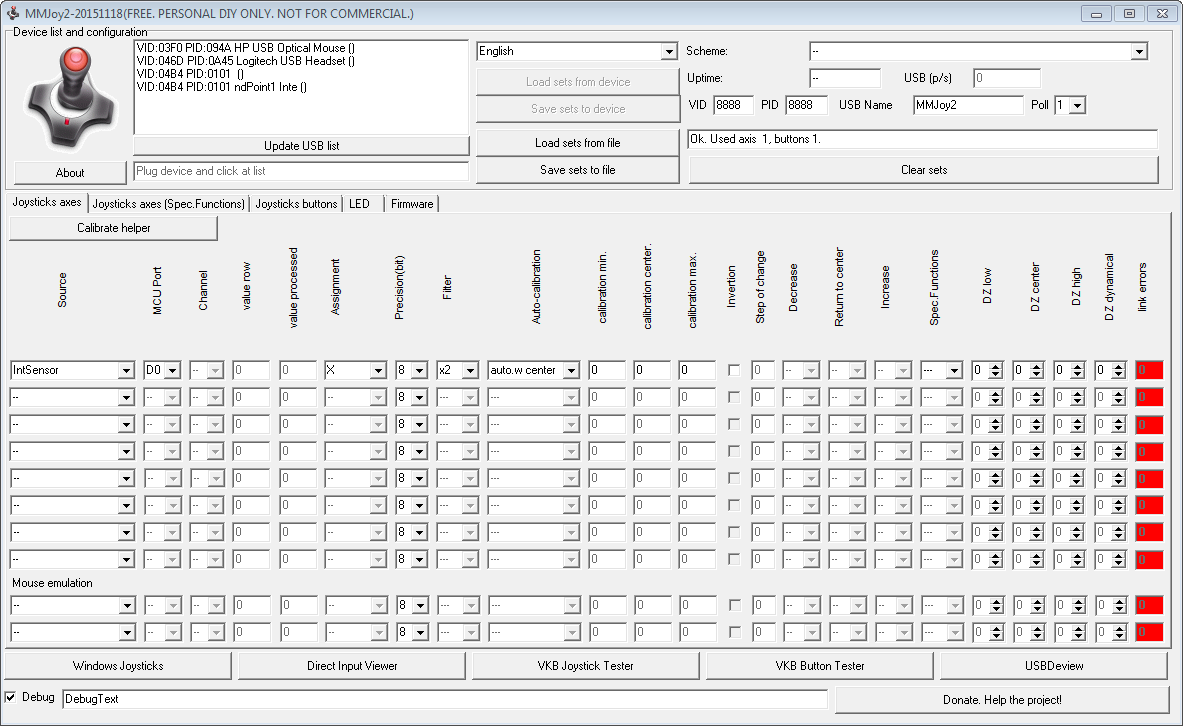 MMJoy2-20151118(FREE. PERSONAL DIY ONLY. NOT FOR COMMERCIAL.)
Device list and configuration
VID:03F0 PID:094A HP USB Optical Mouse ()
VID:046D PID:0A45 Logitech USB Headset ()
VID:04B4 PID:0101  ()
VID:04B4 PID:0101 ndPoint1 Inte ()
Update USB list
About
Plug device and click at list
English
Load sets from device
Save sets to device
Load sets from file
Save sets to file
Scheme: --
Uptime: -- USB (p/s) 0
VID 8888 PID 8888 USB Name MMJoy2 Poll 1
Ok. Used axis  1, buttons 1.
Clear sets
Joysticks axes Joysticks axes (Spec.Functions) Joysticks buttons LED Firmware
Calibrate helper
Source MCU Port Channel value row value processed Assignment Precision(bit) Filter Auto-calibration calibration min. calibration center. calibration max. Invertion Step of change Decrease Return to center Increase Spec.Functions DZ low DZ center DZ high DZ dynamical link errors
IntSensor D0 -- 0 0 X 8 x2 auto.w center 0 0 0 0 -- -- -- --- 0 0 0 0 0
-- -- -- 0 0 -- 8 --- --- 0 0 0 0 -- -- -- --- 0 0 0 0 0
-- -- -- 0 0 -- 8 --- --- 0 0 0 0 -- -- -- --- 0 0 0 0 0
-- -- -- 0 0 -- 8 --- --- 0 0 0 0 -- -- -- --- 0 0 0 0 0
-- -- -- 0 0 -- 8 --- --- 0 0 0 0 -- -- -- --- 0 0 0 0 0
-- -- -- 0 0 -- 8 --- --- 0 0 0 0 -- -- -- --- 0 0 0 0 0
-- -- -- 0 0 -- 8 --- --- 0 0 0 0 -- -- -- --- 0 0 0 0 0
-- -- -- 0 0 -- 8 --- --- 0 0 0 0 -- -- -- --- 0 0 0 0 0
Mouse emulation
-- -- -- 0 0 -- 8 --- --- 0 0 0 0 -- -- -- --- 0 0 0 0 0
-- -- -- 0 0 -- 8 --- --- 0 0 0 0 -- -- -- --- 0 0 0 0 0
Windows Joysticks Direct Input Viewer VKB Joystick Tester VKB Button Tester USBDeview
Debug DebugText Donate. Help the project!